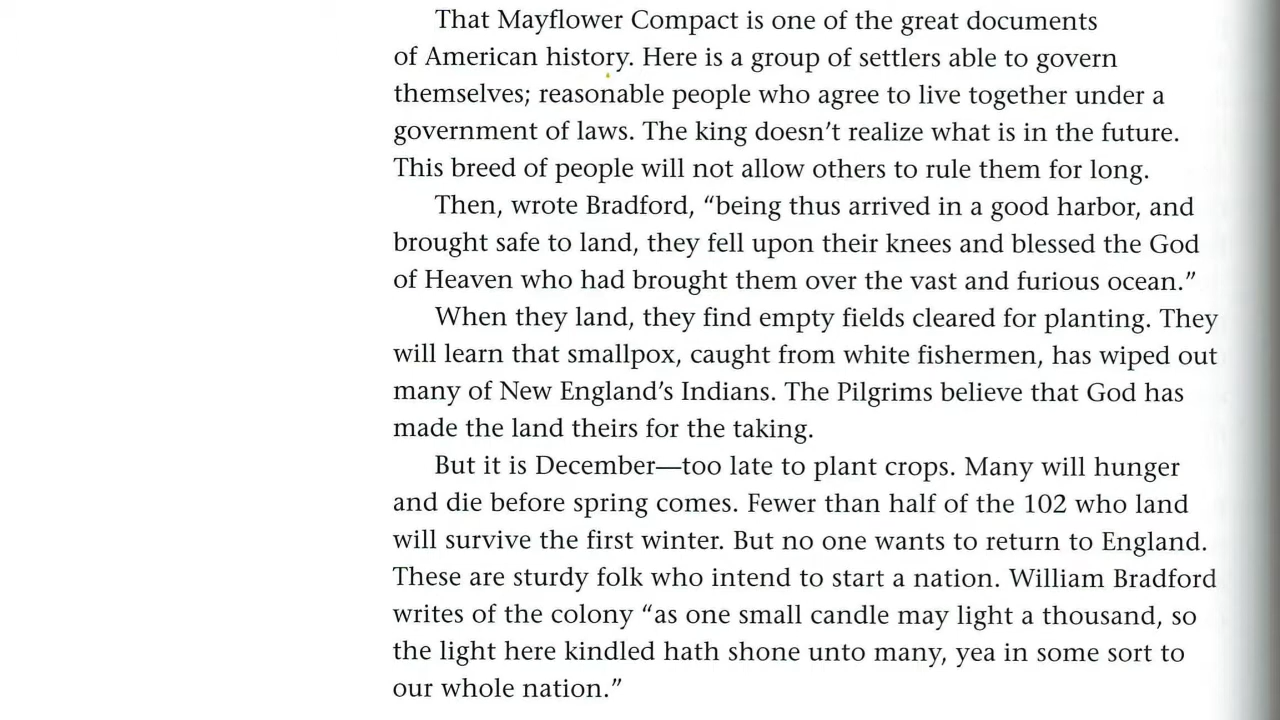 That Mayflower Compact is one of the great documents
of American history. Here is a group of settlers able to govern
themselves; reasonable people who agree to live together under a
government of laws. The king doesn’t realize what is in the future.
This breed of people will not allow others to rule them for long.
Then, wrote Bradford, “being thus arrived in a good harbor, and
brought safe to land, they fell upon their knees and blessed the God
of Heaven who had brought them over the vast and furious ocean.”
When they land, they find empty fields cleared for planting. They
will learn that smallpox, caught from white fishermen, has wiped out
many of New England’s Indians. The Pilgrims believe that God has
made the land theirs for the taking.
But it is December—too late to plant crops. Many will hunger
and die before spring comes. Fewer than half of the 102 who land
will survive the first winter. But no one wants to return to England.
These are sturdy folk who intend to start a nation. William Bradford
writes of the colony “as one small candle may light a thousand, so
the light here kindled hath shone unto many, yea in some sort to
our whole nation.”